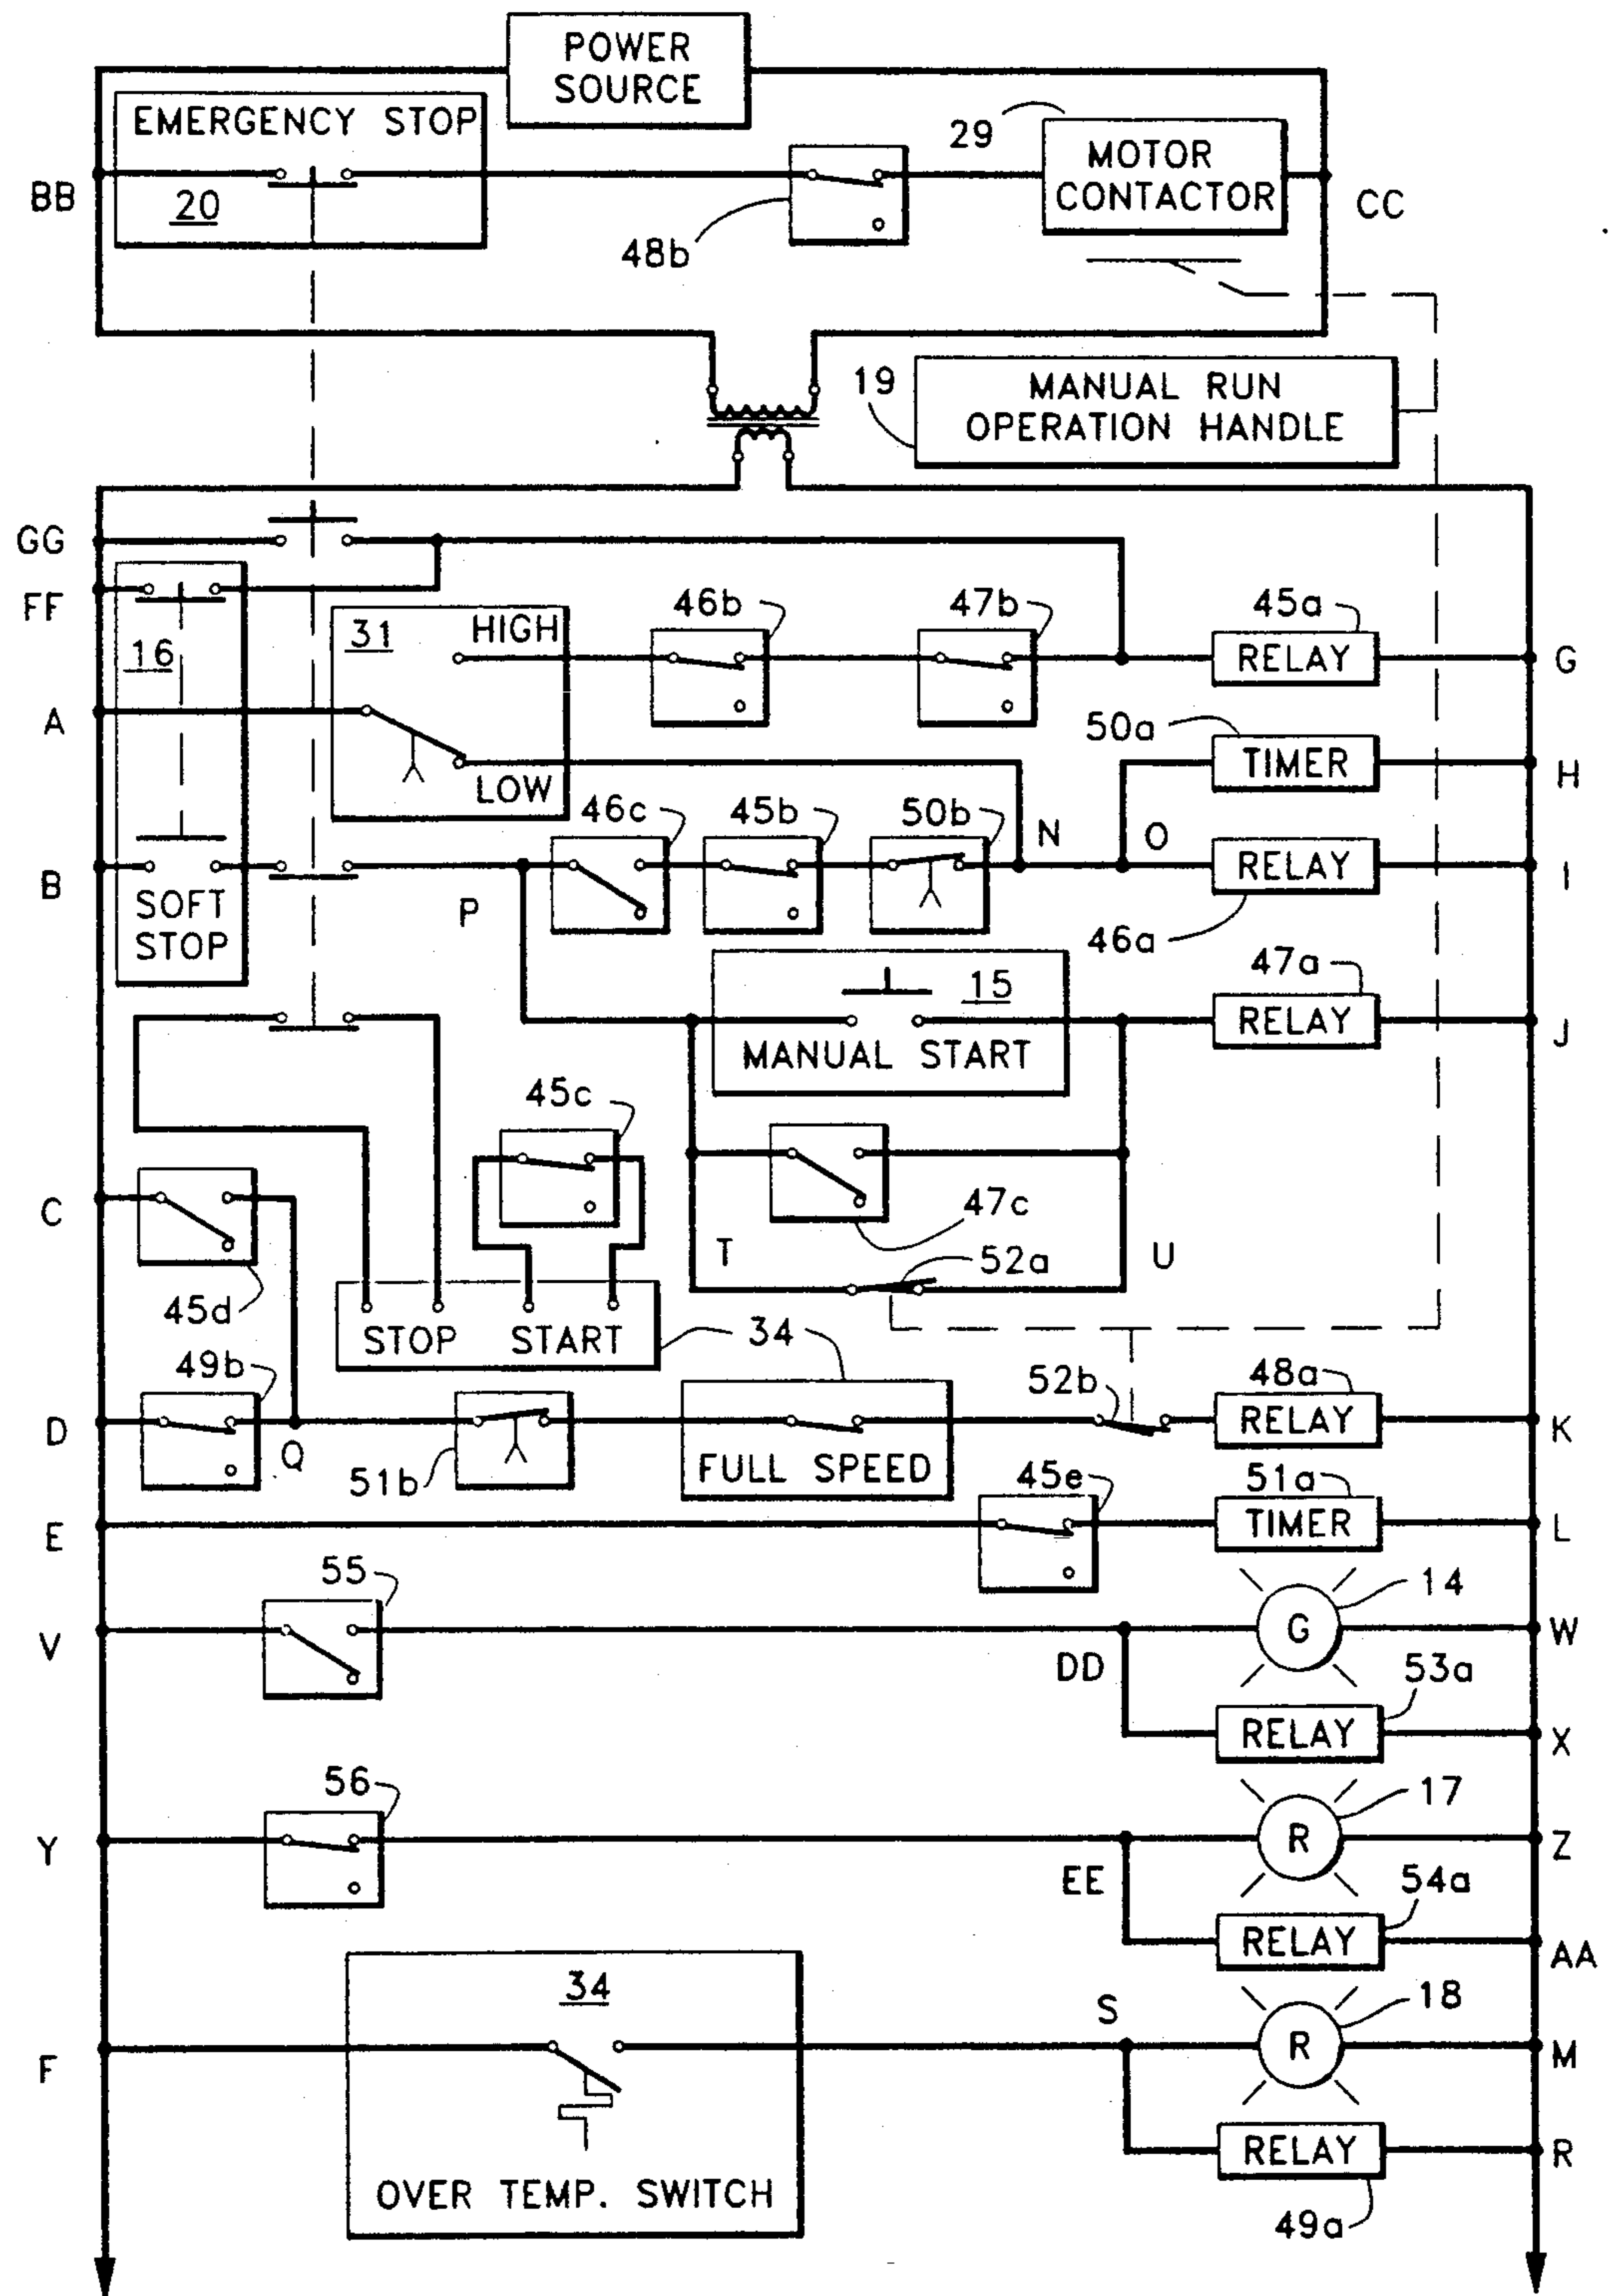 POWER
SOURCE
EMERGENCY STOP
29
MOTOR
CONTACTOR
BB
20
CC
48b
19
MANUAL RUN
OPERATION HANDLE
GG
FF
16
31
HIGH
46b
47b
45a
RELAY
G
A
50a
TIMER
H
LOW
46c
45b
50b
N
O
B
RELAY
I
SOFT
STOP
P
46a
15
47a
RELAY
J
MANUAL START
45c
C
47c
T
52a
U
45d
STOP
START
34
49b
52b
48a
D
RELAY
K
Q
51b
FULL SPEED
45e
51a
E
TIMER
L
55
14
V
G
W
DD
53a
RELAY
X
56
17
Y
R
Z
EE
54a
RELAY
AA
34
S
18
F
R
M
RELAY
R
OVER TEMP. SWITCH
49a